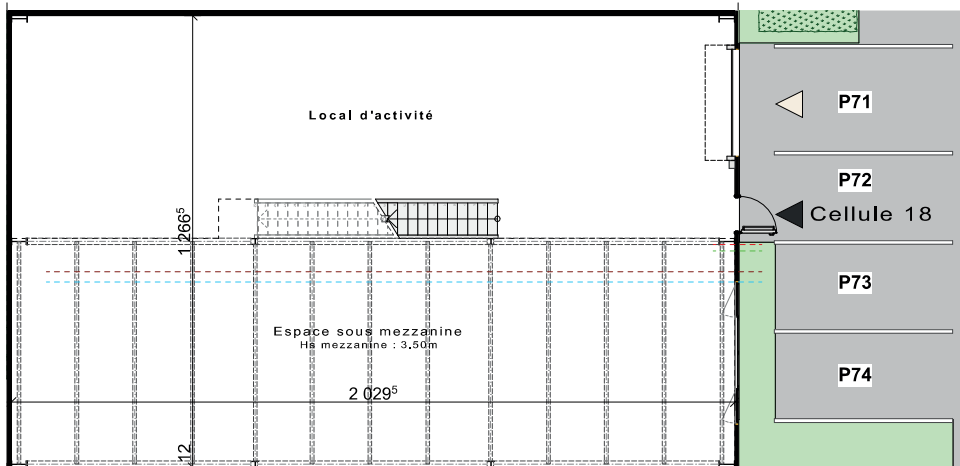 Local d'activité
P71
P72
Cellule 18
1 266⁵
P73
Espace sous mezzanine
Hs mezzanine : 3.50m
P74
2 029⁵
12